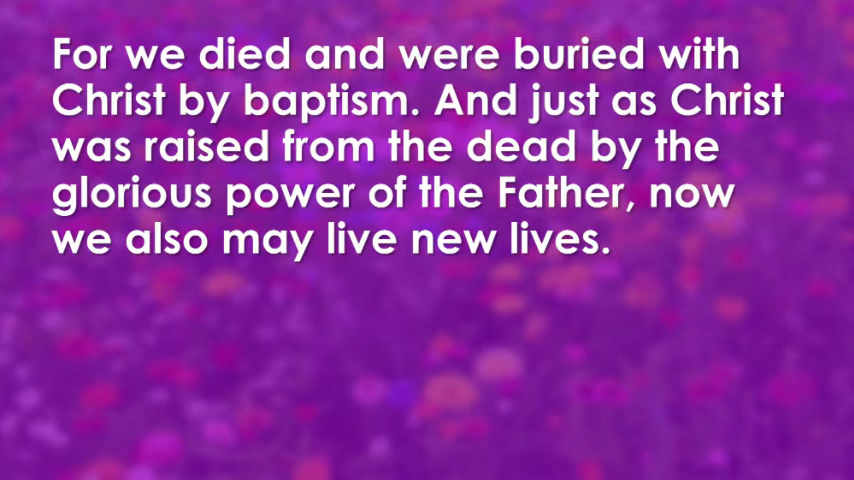 For we died and were buried with
Christ by baptism. And just as Christ
was raised from the dead by the
glorious power of the Father, now
we also may live new lives.